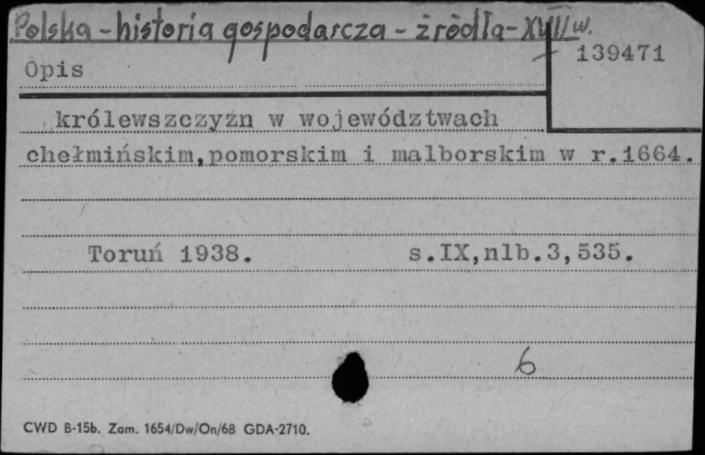 Polska - historia gospodarcza - źródła - XVII w.
139471
Opis
królewszczyzn w województwach
chełmińskim,pomorskim i malborskim w r.1664.
Toruń 1938. s.IX,nlb.3,535.
6
CWD B-15b. Zam. 1654/Dw/On/68 GDA-2710.